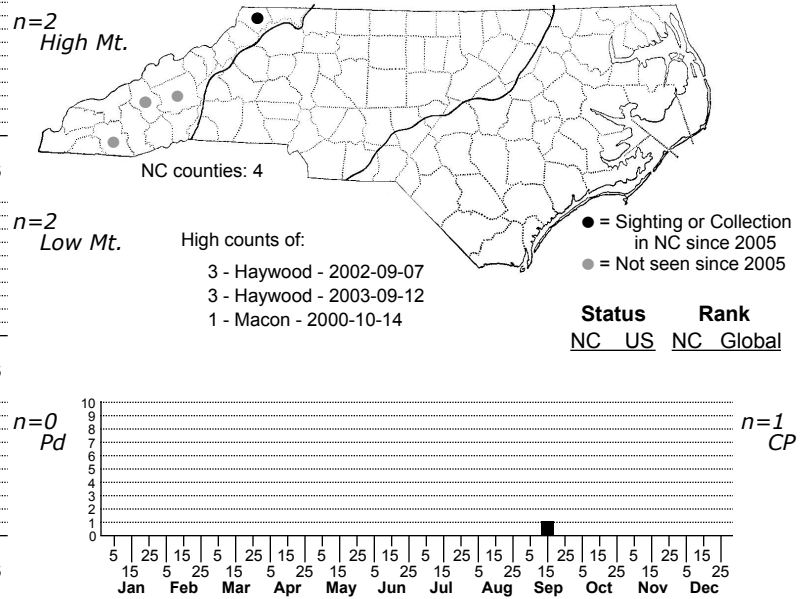 n=2
High Mt.
NC counties: 4
n=2
Low Mt.
High counts of:
3 - Haywood - 2002-09-07
3 - Haywood - 2003-09-12
1 - Macon - 2000-10-14
= Sighting or Collection
in NC since 2005
= Not seen since 2005
Status Rank
NC US NC Global
n=0
Pd
n=1
CP
10
9
8
7
6
5
4
3
2
1
0
5 25 15 5 25 15 5 25 15 5 25 15 5 25 15 5 25 15
15 5 25 15 5 25 15 5 25 15 5 25 15 5 25 15 5 25
Jan Feb Mar Apr May Jun Jul Aug Sep Oct Nov Dec